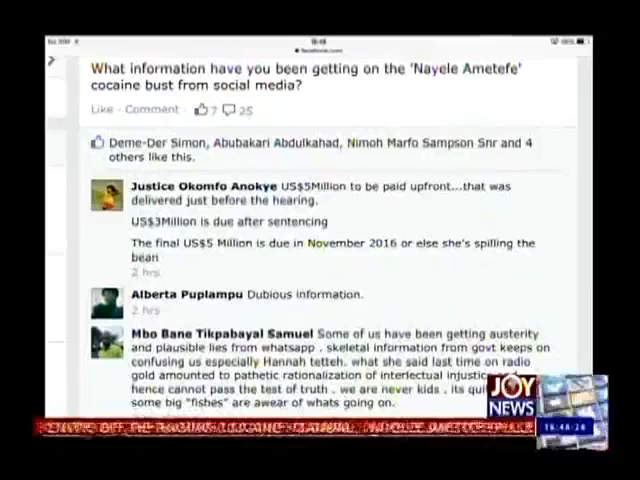 facebook.com
What information have you been getting on the 'Nayele Ametefe'
cocaine bust from social media?
Like · Comment · 7 25
Deme-Der Simon, Abubakari Abdulkahad, Nimoh Marfo Sampson Snr and 4
others like this.
Justice Okomfo Anokye US$5Million to be paid upfront...that was
delivered just before the hearing.
US$3Million is due after sentencing
The final US$5 Million is due in November 2016 or else she's spilling the
bean
2 hrs
Alberta Puplampu Dubious information.
2 hrs
Mbo Bane Tikpabayal Samuel Some of us have been getting austerity
and plausible lies from whatsapp . skeletal information from govt keeps on
confusing us especially Hannah tetteh. what she said last time on radio
gold amounted to pathetic rationalization of interlectual injustic
hence cannot pass the test of truth . we are never kids . its qui
some big "fishes" are awear of whats going on.
JOY
NEWS